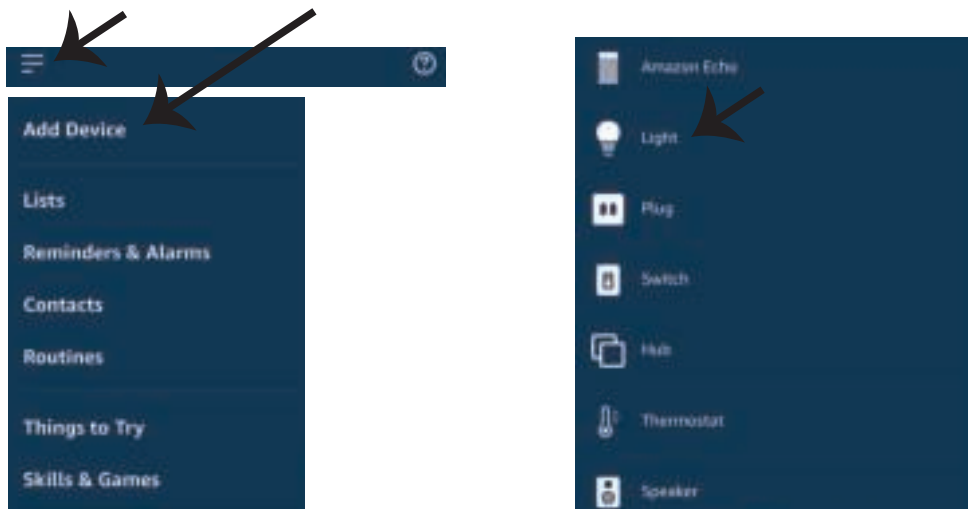 Add Device
Lists
Reminders & Alarms
Contacts
Routines
Things to Try
Skills & Games
Amazon Echo
Light
Plug
Switch
Hub
Thermostat
Speaker